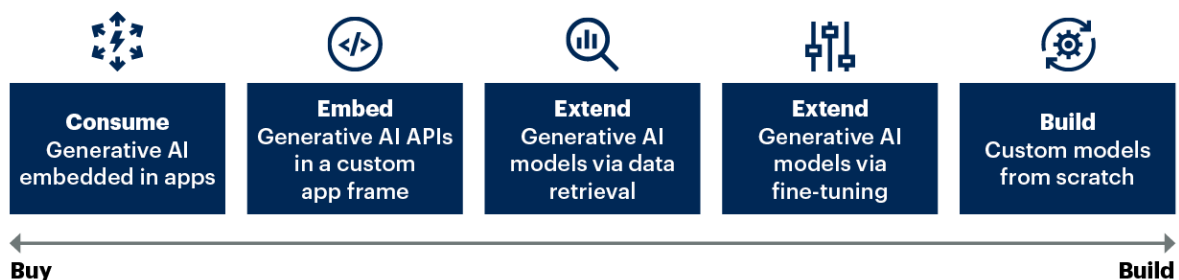 Consume
Generative AI
embedded in apps
Embed
Generative AI APIs
in a custom
app frame
Extend
Generative AI
models via data
retrieval
Extend
Generative AI
models via
fine-tuning
Build
Custom models
from scratch
Buy
Build